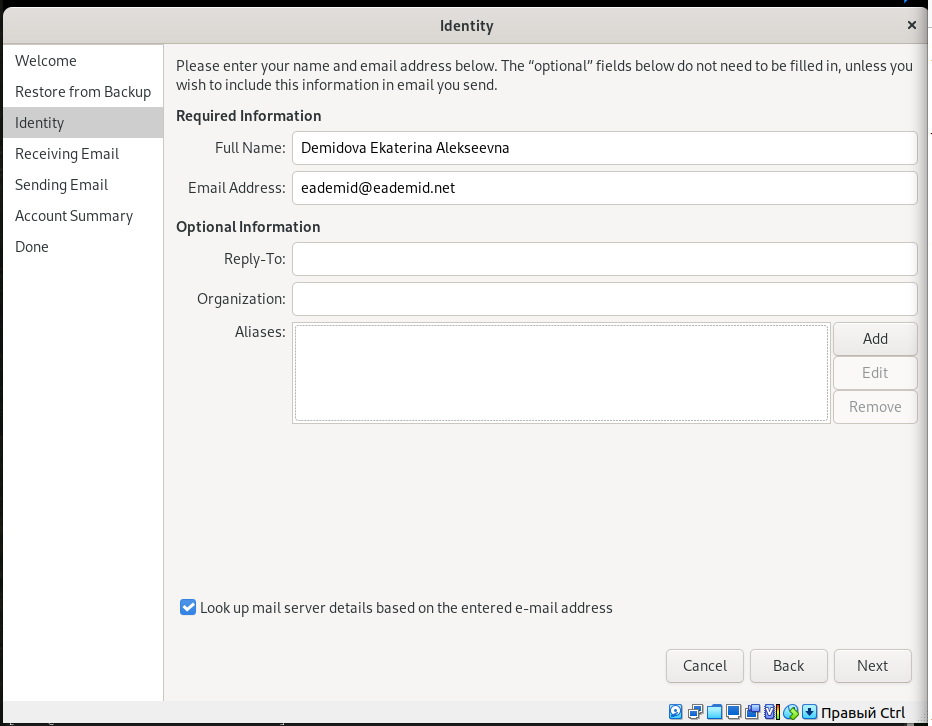 Identity
Welcome
Restore from Backup
Identity
Receiving Email
Sending Email
Account Summary
Done
Please enter your name and email address below. The “optional” fields below do not need to be filled in, unless you
wish to include this information in email you send.
Required Information
Full Name: Demidova Ekaterina Alekseevna
Email Address: eademid@eademid.net
Optional Information
Reply-To:
Organization:
Aliases:
Add
Edit
Remove
Look up mail server details based on the entered e-mail address
Cancel Back Next
Правый Ctrl